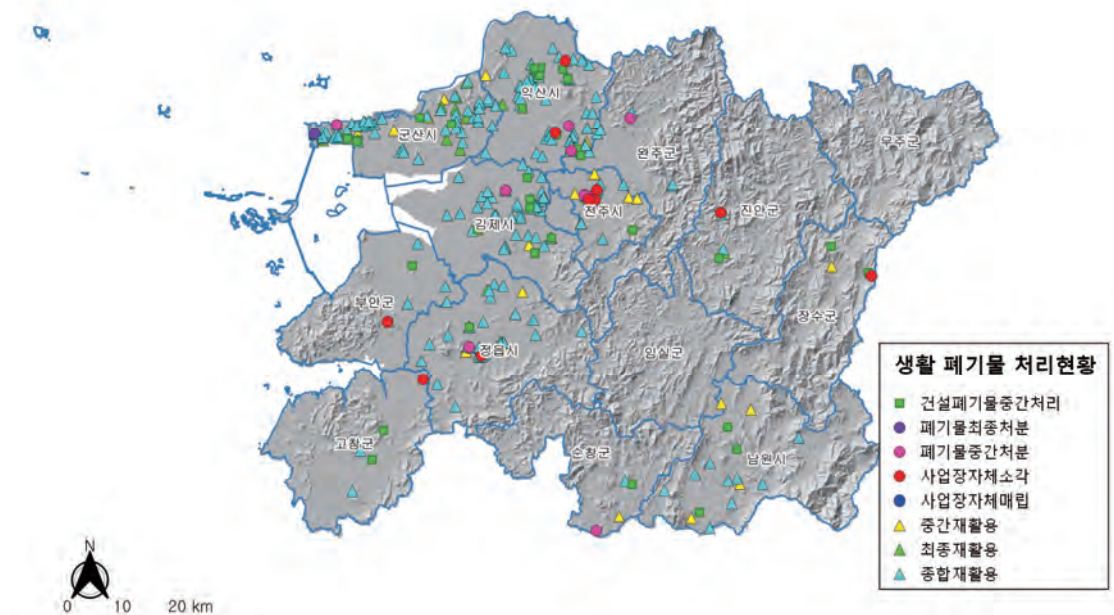 익산시
군산시
완주군
무주군
전주시
진안군
김제시
부안군
장수군
정읍시
임실군
고창군
순창군
남원시
생활 폐기물 처리현황
건설폐기물중간처리
폐기물최종처분
폐기물중간처분
사업장자체소각
사업장자체매립
중간재활용
최종재활용
종합재활용
N
0 10 20 km